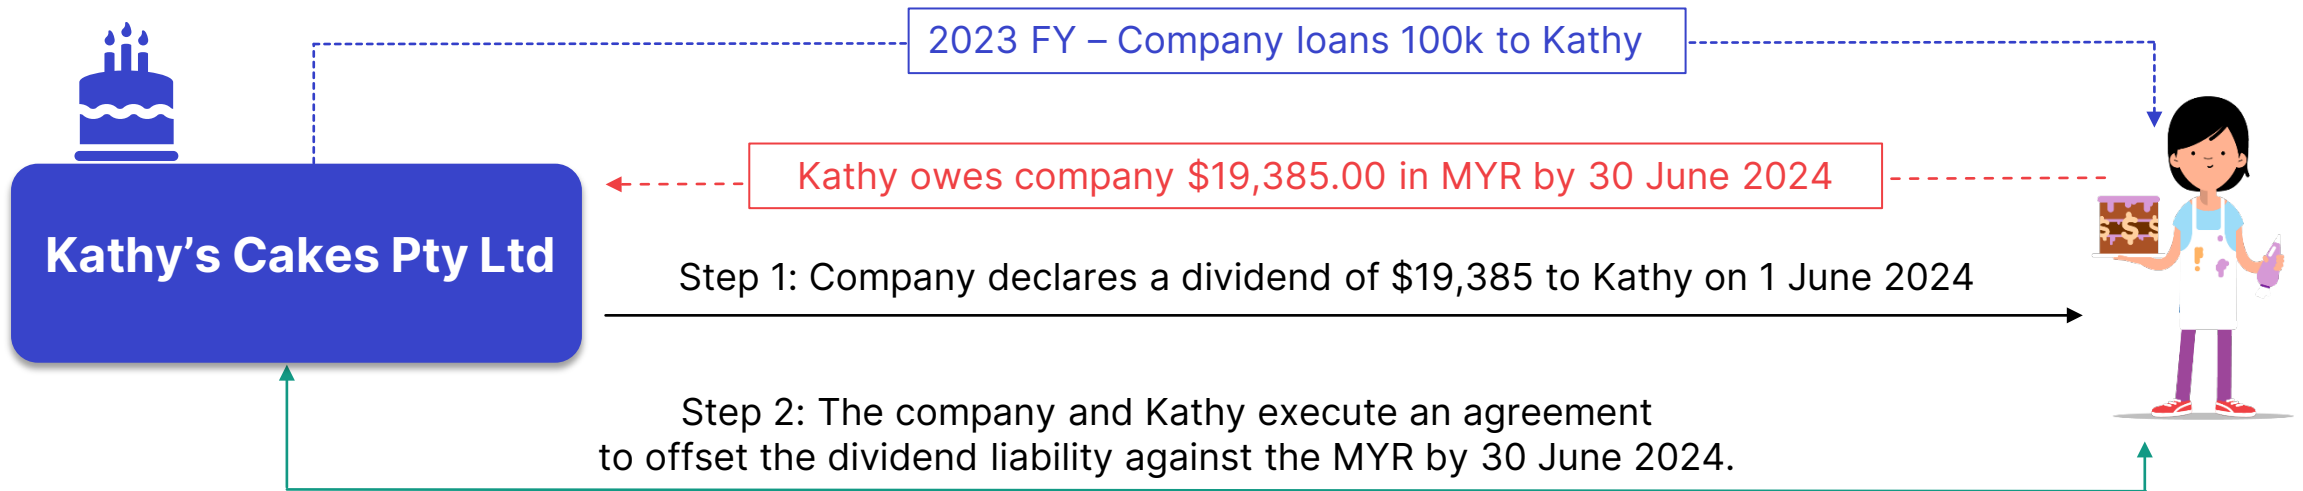 2023 FY – Company loans 100k to Kathy
Kathy owes company $19,385.00 in MYR by 30 June 2024
Kathy’s Cakes Pty Ltd
Step 1: Company declares a dividend of $19,385 to Kathy on 1 June 2024
Step 2: The company and Kathy execute an agreement
to offset the dividend liability against the MYR by 30 June 2024.
$ $ $